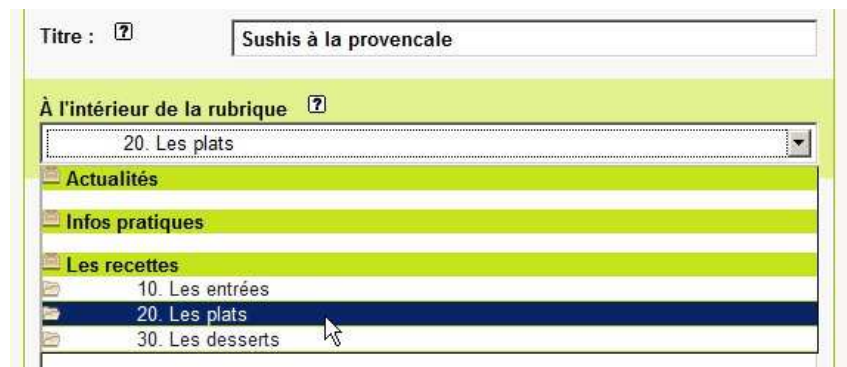 Titre : ? Sushis à la provencale
À l'intérieur de la rubrique ?
20. Les plats
Actualités
Infos pratiques
Les recettes
10. Les entrées
20. Les plats
30. Les desserts